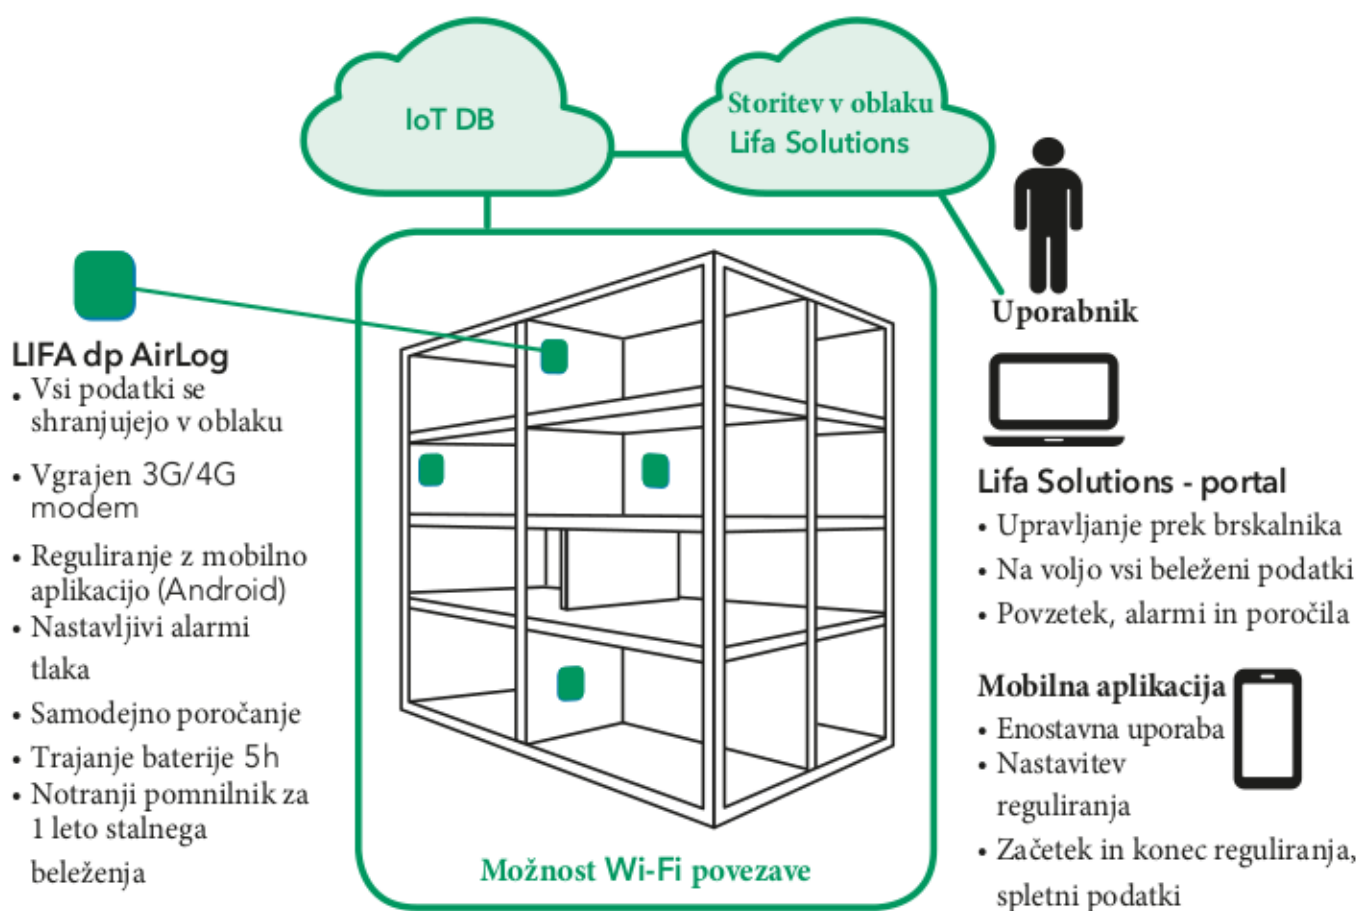 IoT DB
Storitev v oblaku
Lifa Solutions
Uporabnik
LIFA dp AirLog
• Vsi podatki se
shranjujejo v oblaku
• Vgrajen 3G/4G
modem
• Reguliranje z mobilno
aplikacijo (Android)
• Nastavljivi alarmi
tlaka
• Samodejno poročanje
• Trajanje baterije 5h
• Notranji pomnilnik za
1 leto stalnega
beleženja
Možnost Wi-Fi povezave
Lifa Solutions - portal
• Upravljanje prek brskalnika
• Na voljo vsi beleženi podatki
• Povzetek, alarmi in poročila
Mobilna aplikacija
• Enostavna uporaba
• Nastavitev
reguliranja
• Začetek in konec reguliranja,
spletni podatki